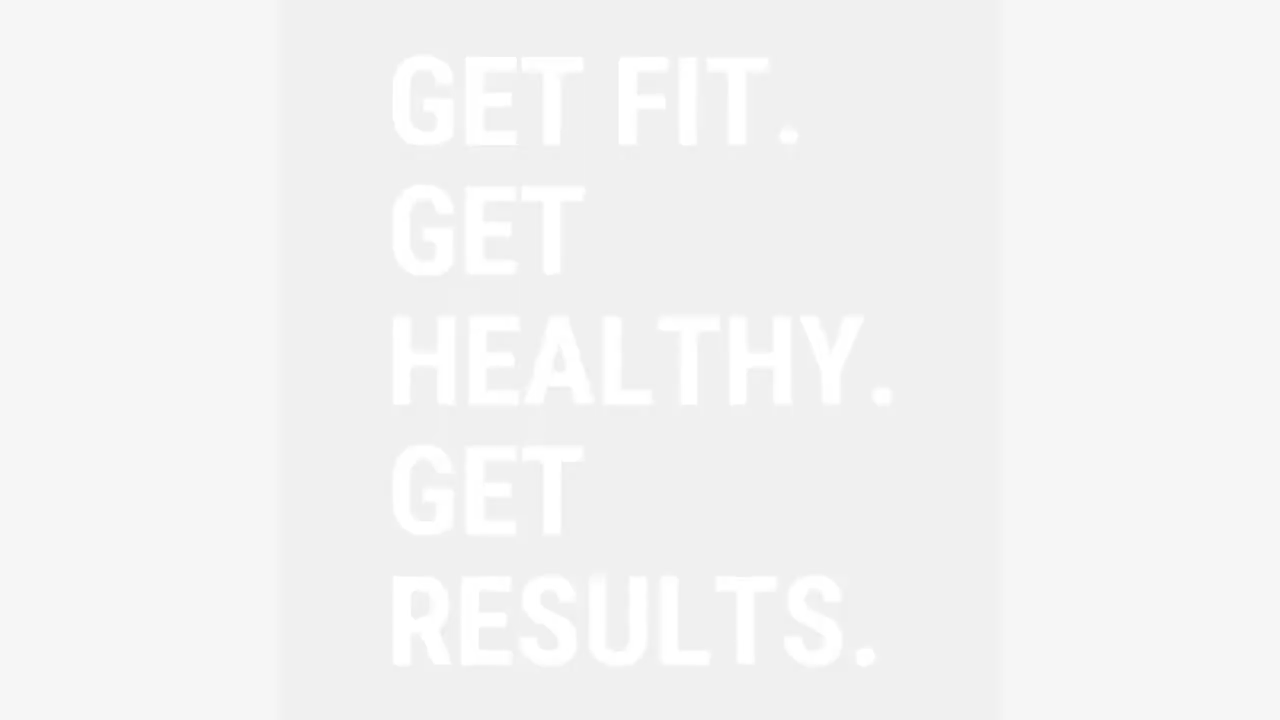 GET FIT.
GET
HEALTHY.
GET
RESULTS.